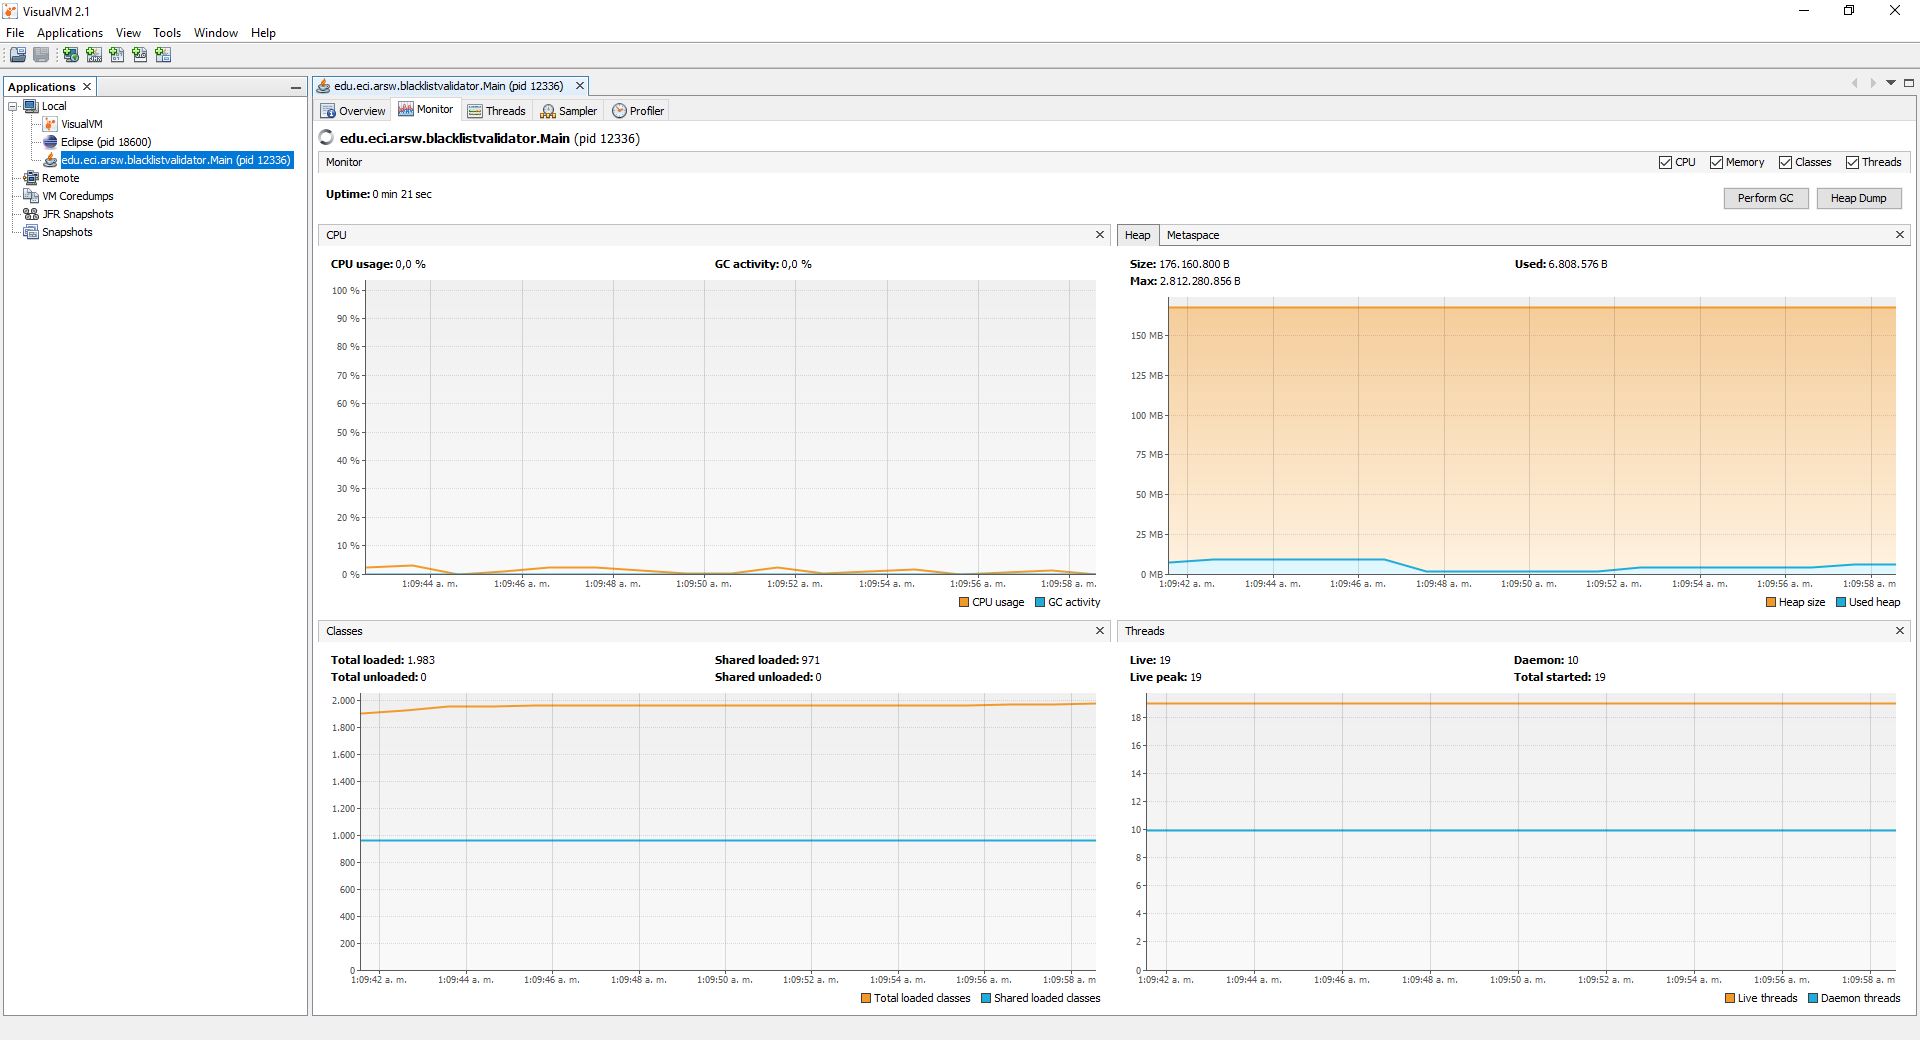 VisualVM 2.1
File Applications View Tools Window Help
Applications
Local
VisualVM
Eclipse (pid 18600)
edu.eci.arsw.blacklistvalidator.Main (pid 12336)
Remote
VM Coredumps
JFR Snapshots
Snapshots
edu.eci.arsw.blacklistvalidator.Main (pid 12336)
Overview Monitor Threads Sampler Profiler
edu.eci.arsw.blacklistvalidator.Main (pid 12336)
Monitor CPU Memory Classes Threads
Uptime: 0 min 21 sec
Perform GC Heap Dump
CPU
CPU usage: 0,0 % GC activity: 0,0 %
100 %
90 %
80 %
70 %
60 %
50 %
40 %
30 %
20 %
10 %
0 %
1:09:44 a. m. 1:09:46 a. m. 1:09:48 a. m. 1:09:50 a. m. 1:09:52 a. m. 1:09:54 a. m. 1:09:56 a. m. 1:09:58 a. m.
CPU usage GC activity
Heap Metaspace
Size: 176.160.800 B Used: 6.808.576 B
Max: 2.812.280.856 B
150 MB
125 MB
100 MB
75 MB
50 MB
25 MB
0 MB
1:09:42 a. m. 1:09:44 a. m. 1:09:46 a. m. 1:09:48 a. m. 1:09:50 a. m. 1:09:52 a. m. 1:09:54 a. m. 1:09:56 a. m. 1:09:58 a. m
Heap size Used heap
Classes
Total loaded: 1.983 Shared loaded: 971
Total unloaded: 0 Shared unloaded: 0
2.000
1.800
1.600
1.400
1.200
1.000
800
600
400
200
0
1:09:42 a. m. 1:09:44 a. m. 1:09:46 a. m. 1:09:48 a. m. 1:09:50 a. m. 1:09:52 a. m. 1:09:54 a. m. 1:09:56 a. m. 1:09:58 a. m
Total loaded classes Shared loaded classes
Threads
Live: 19 Daemon: 10
Live peak: 19 Total started: 19
18
16
14
12
10
8
6
4
2
0
1:09:42 a. m. 1:09:44 a. m. 1:09:46 a. m. 1:09:48 a. m. 1:09:50 a. m. 1:09:52 a. m. 1:09:54 a. m. 1:09:56 a. m. 1:09:58 a. m
Live threads Daemon threads